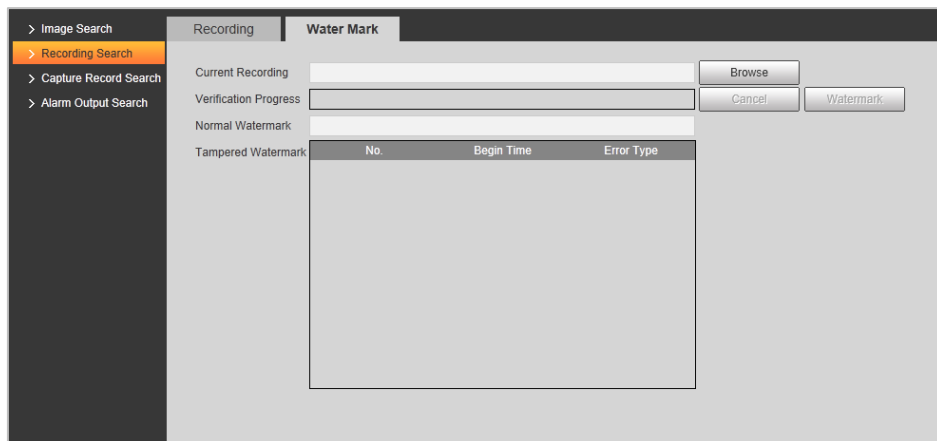 Image Search
Recording Search
Capture Record Search
Alarm Output Search
Recording Water Mark
Current Recording Browse
Verification Progress Cancel Watermark
Normal Watermark
Tampered Watermark No. Begin Time Error Type